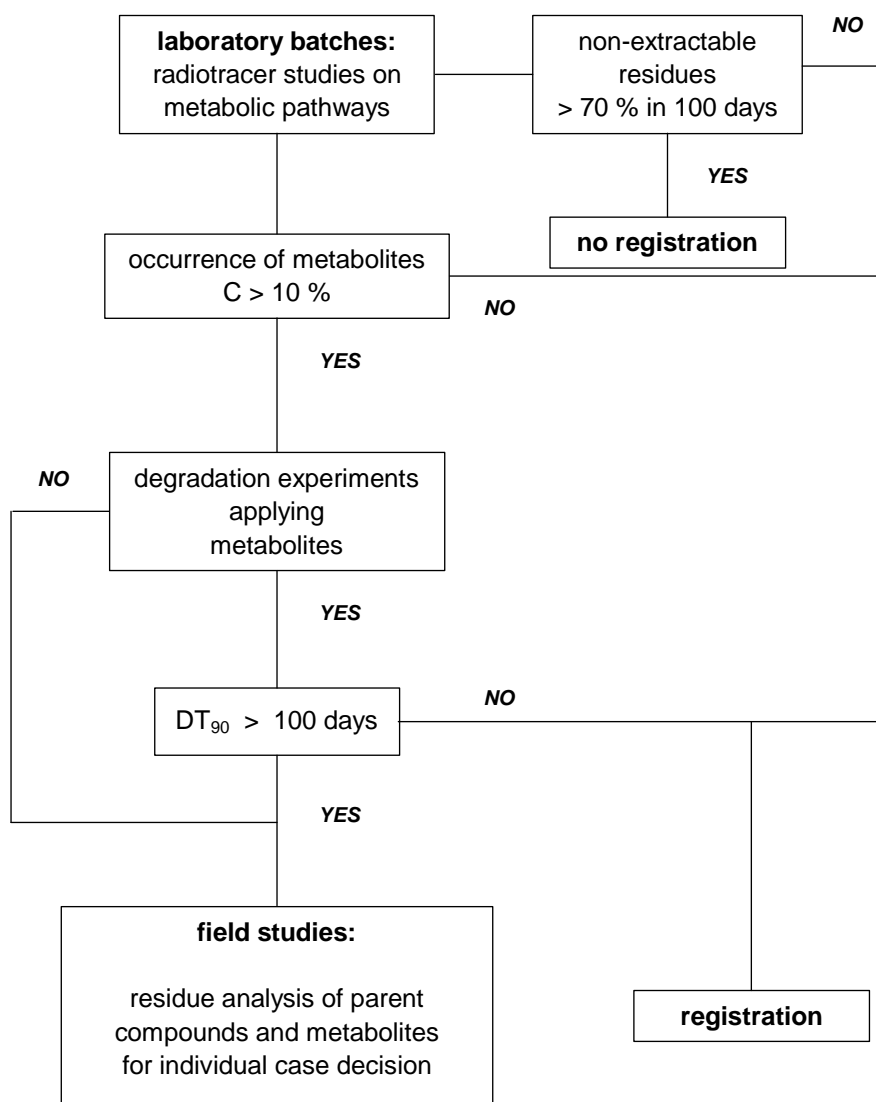 laboratory batches:
radiotracer studies on
metabolic pathways
non-extractable
residues
> 70 % in 100 days
NO
YES
no registration
occurrence of metabolites
C > 10 %
NO
YES
NO
degradation experiments
applying
metabolites
YES
DT₉₀ > 100 days
NO
YES
field studies:
residue analysis of parent
compounds and metabolites
for individual case decision
registration